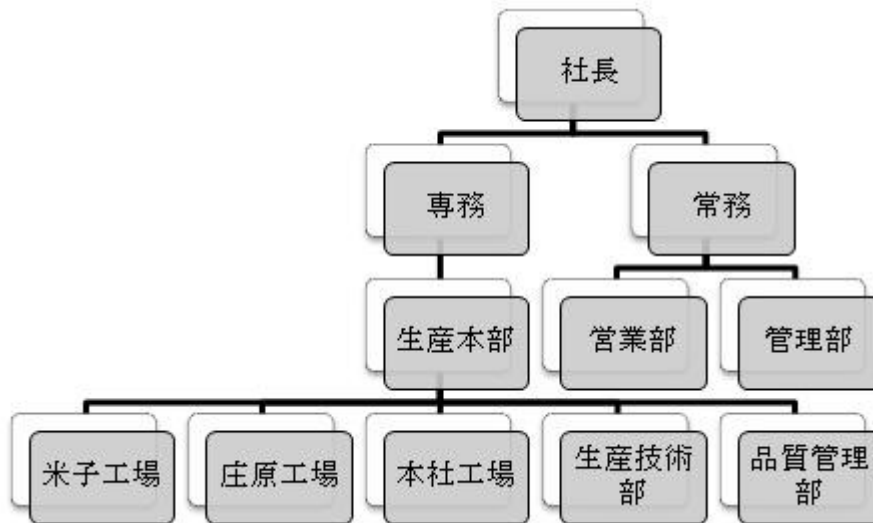 社長
専務
常務
生産本部
営業部
管理部
米子工場
庄原工場
本社工場
生産技術
部
品質管理
部